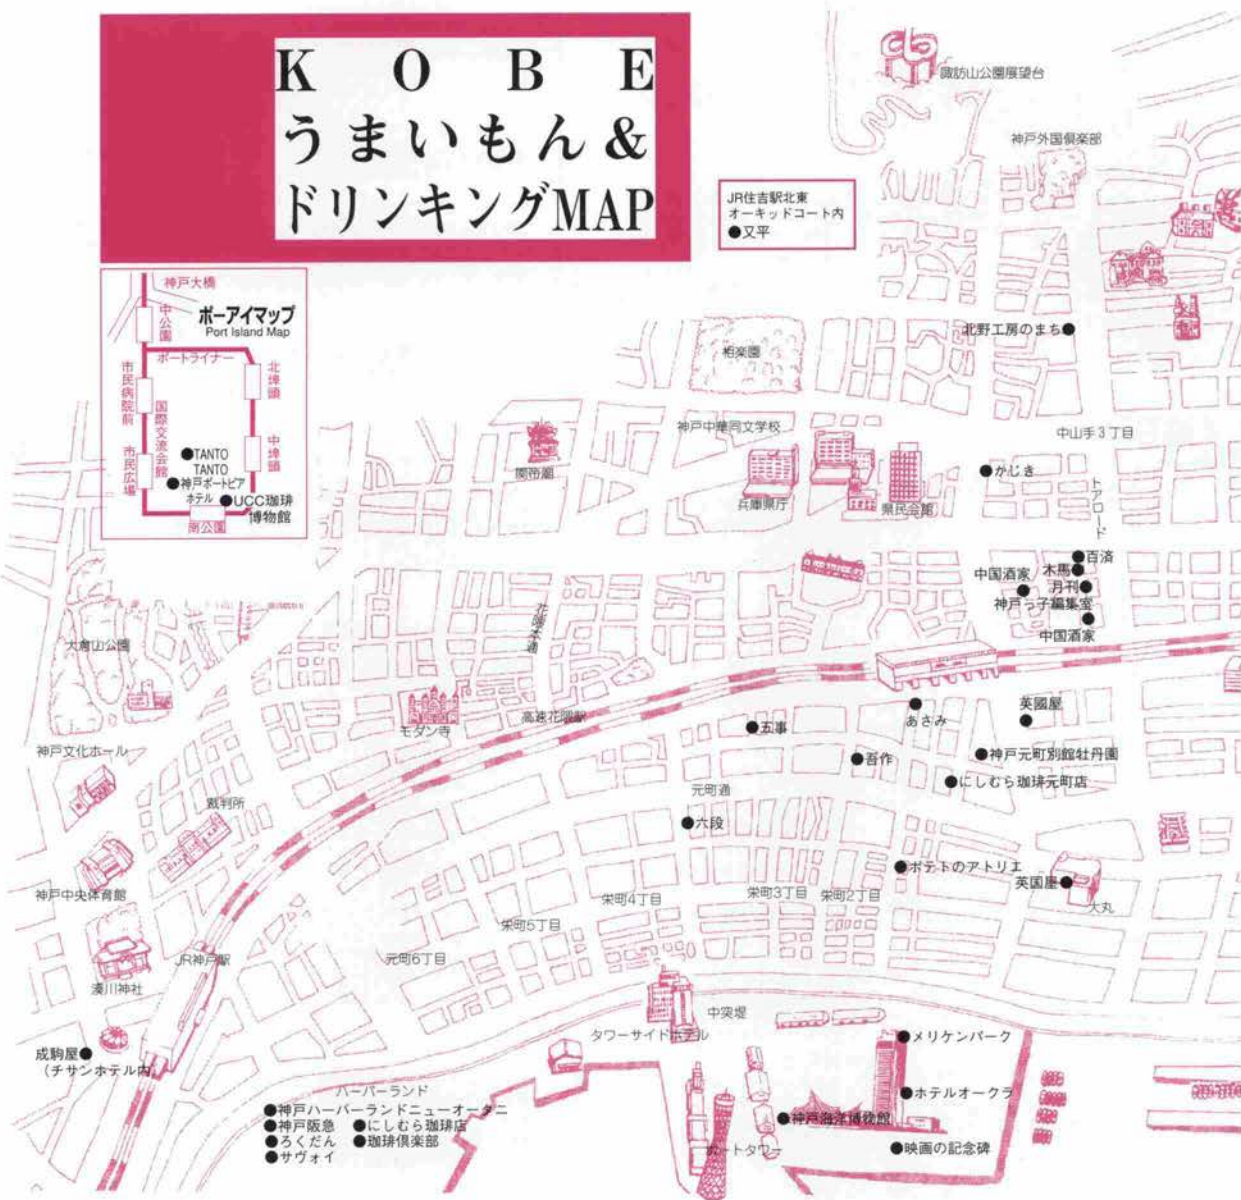 KOBE
うまいもん&
ドリンキングMAP
諏訪山公園展望台
神戸外国倶楽部
JR住吉駅北東
オーキッドコート内
●又平
神戸大橋
ポーアイマップ
Port Island Map
中公園
ポートライナー
市民病院前
北埠頭
国際交流会館
中埠頭
市民広場
●TANTO
TANTO
●神戸ポートピア
ホテル
●UCC珈琲
博物館
南公園
北野工房のまち●
相楽園
神戸中華同文学校
中山手3丁目
関帝廟
兵庫県庁
県民会館
●かじき
トアロード
●百済
木馬●
中国酒家
月刊●
神戸っ子編集室
中国酒家
花隈本通
大倉山公園
モダン寺
高速花隈駅
あさみ
英國屋
●五事
●吾作
●神戸元町別館牡丹園
●にしむら珈琲元町店
神戸文化ホール
裁判所
元町通
●六段
●ポテトのアトリエ
英国屋●
大丸
神戸中央体育館
栄町4丁目
栄町3丁目
栄町2丁目
栄町5丁目
元町6丁目
JR神戸駅
湊川神社
中突堤
タワーサイドホテル
●メリケンパーク
成駒屋●
(チサンホテル内)
ハーバーランド
●ホテルオークラ
●神戸ハーバーランドニューオータニ
●神戸阪急 ●にしむら珈琲店
●ろくだん ●珈琲倶楽部
●サヴォイ
●神戸海洋博物館
ポートタワー
●映画の記念碑